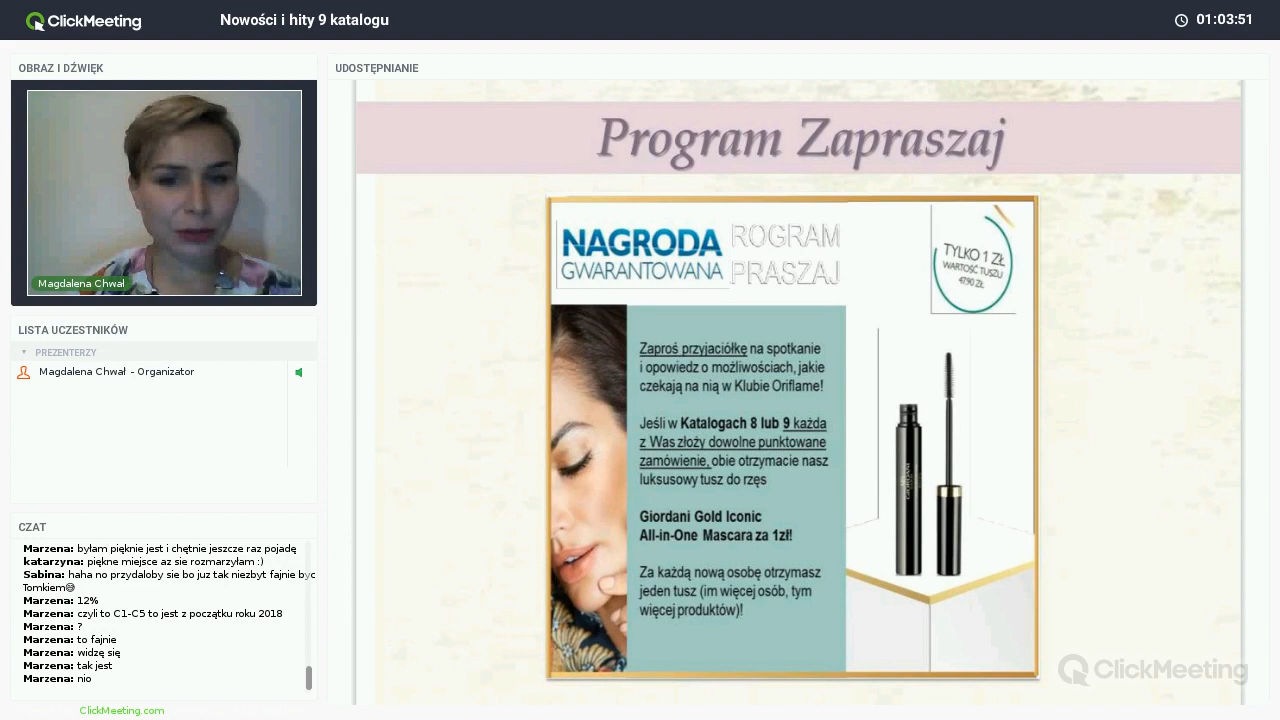 ClickMeeting
Nowości i hity 9 katalogu
01:03:51
OBRAZ I DŹWIĘK
Magdalena Chwał
LISTA UCZESTNIKÓW
PREZENTERZY
Magdalena Chwał - Organizator
CZAT
Marzena: byłam pięknie jest i chętnie jeszcze raz pojadę
katarzyna: piękne miejsce az sie rozmarzyłam :)
Sabina: haha no przydaloby sie bo juz tak niezbyt fajnie byc
Tomkiem😅
Marzena: 12%
Marzena: czyli to C1-C5 to jest z początku roku 2018
Marzena: ?
Marzena: to fajnie
Marzena: widzę się
Marzena: tak jest
Marzena: nio
ClickMeeting.com
UDOSTĘPNIANIE
Program Zapraszaj
NAGRODA
GWARANTOWANA
ROGRAM
PRASZAJ
TYLKO 1 ZŁ
WARTOŚĆ TUSZU
47,90 ZŁ
Zaproś przyjaciółkę na spotkanie
i opowiedz o możliwościach, jakie
czekają na nią w Klubie Oriflame!
Jeśli w Katalogach 8 lub 9 każda
z Was złoży dowolne punktowane
zamówienie, obie otrzymacie nasz
luksusowy tusz do rzęs
Giordani Gold Iconic
All-in-One Mascara za 1zł!
Za każdą nową osobę otrzymasz
jeden tusz (im więcej osób, tym
więcej produktów)!
ClickMeeting